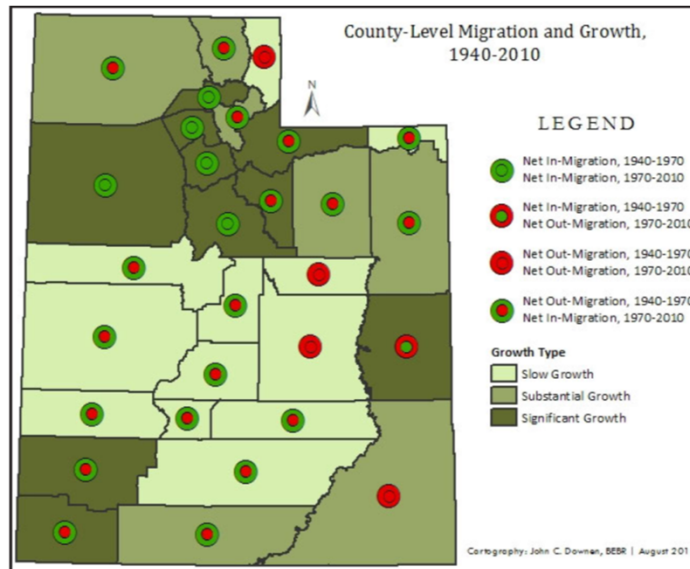 County-Level Migration and Growth,
1940-2010
N
LEGEND
Net In-Migration, 1940-1970
Net In-Migration, 1970-2010
Net In-Migration, 1940-1970
Net Out-Migration, 1970-2010
Net Out-Migration, 1940-1970
Net Out-Migration, 1970-2010
Net Out-Migration, 1940-1970
Net In-Migration, 1970-2010
Growth Type
Slow Growth
Substantial Growth
Significant Growth
Cartography: John C. Downen, BEBR | August 201